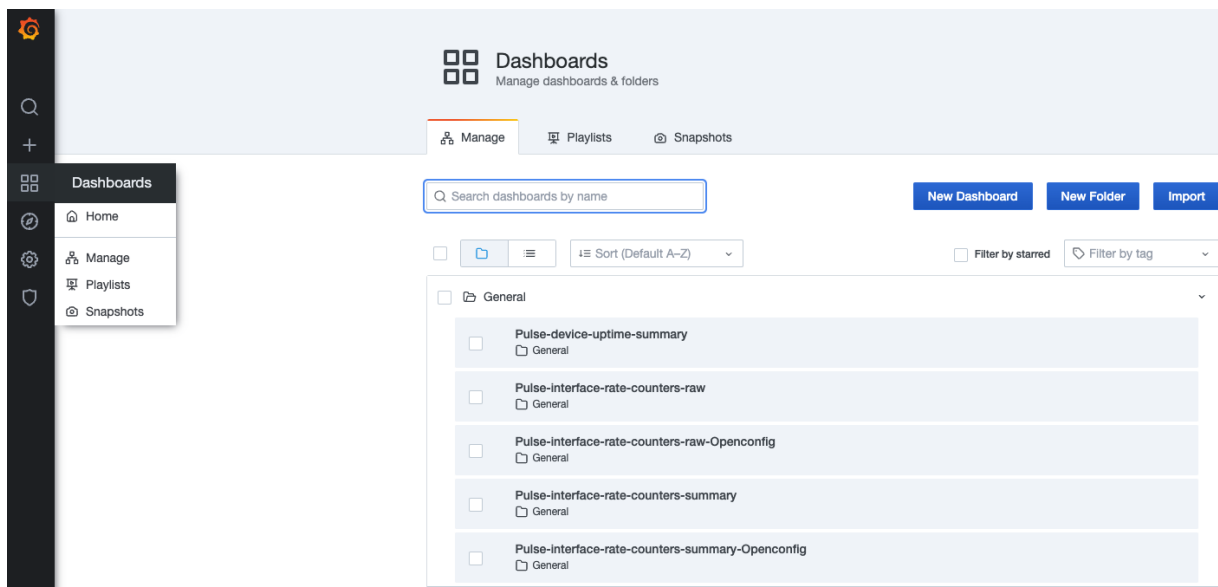 Dashboards
Manage dashboards & folders
Manage
Playlists
Snapshots
Dashboards
Home
Manage
Playlists
Snapshots
Search dashboards by name
New Dashboard
New Folder
Import
Sort (Default A–Z)
Filter by starred
Filter by tag
General
Pulse-device-uptime-summary
General
Pulse-interface-rate-counters-raw
General
Pulse-interface-rate-counters-raw-Openconfig
General
Pulse-interface-rate-counters-summary
General
Pulse-interface-rate-counters-summary-Openconfig
General